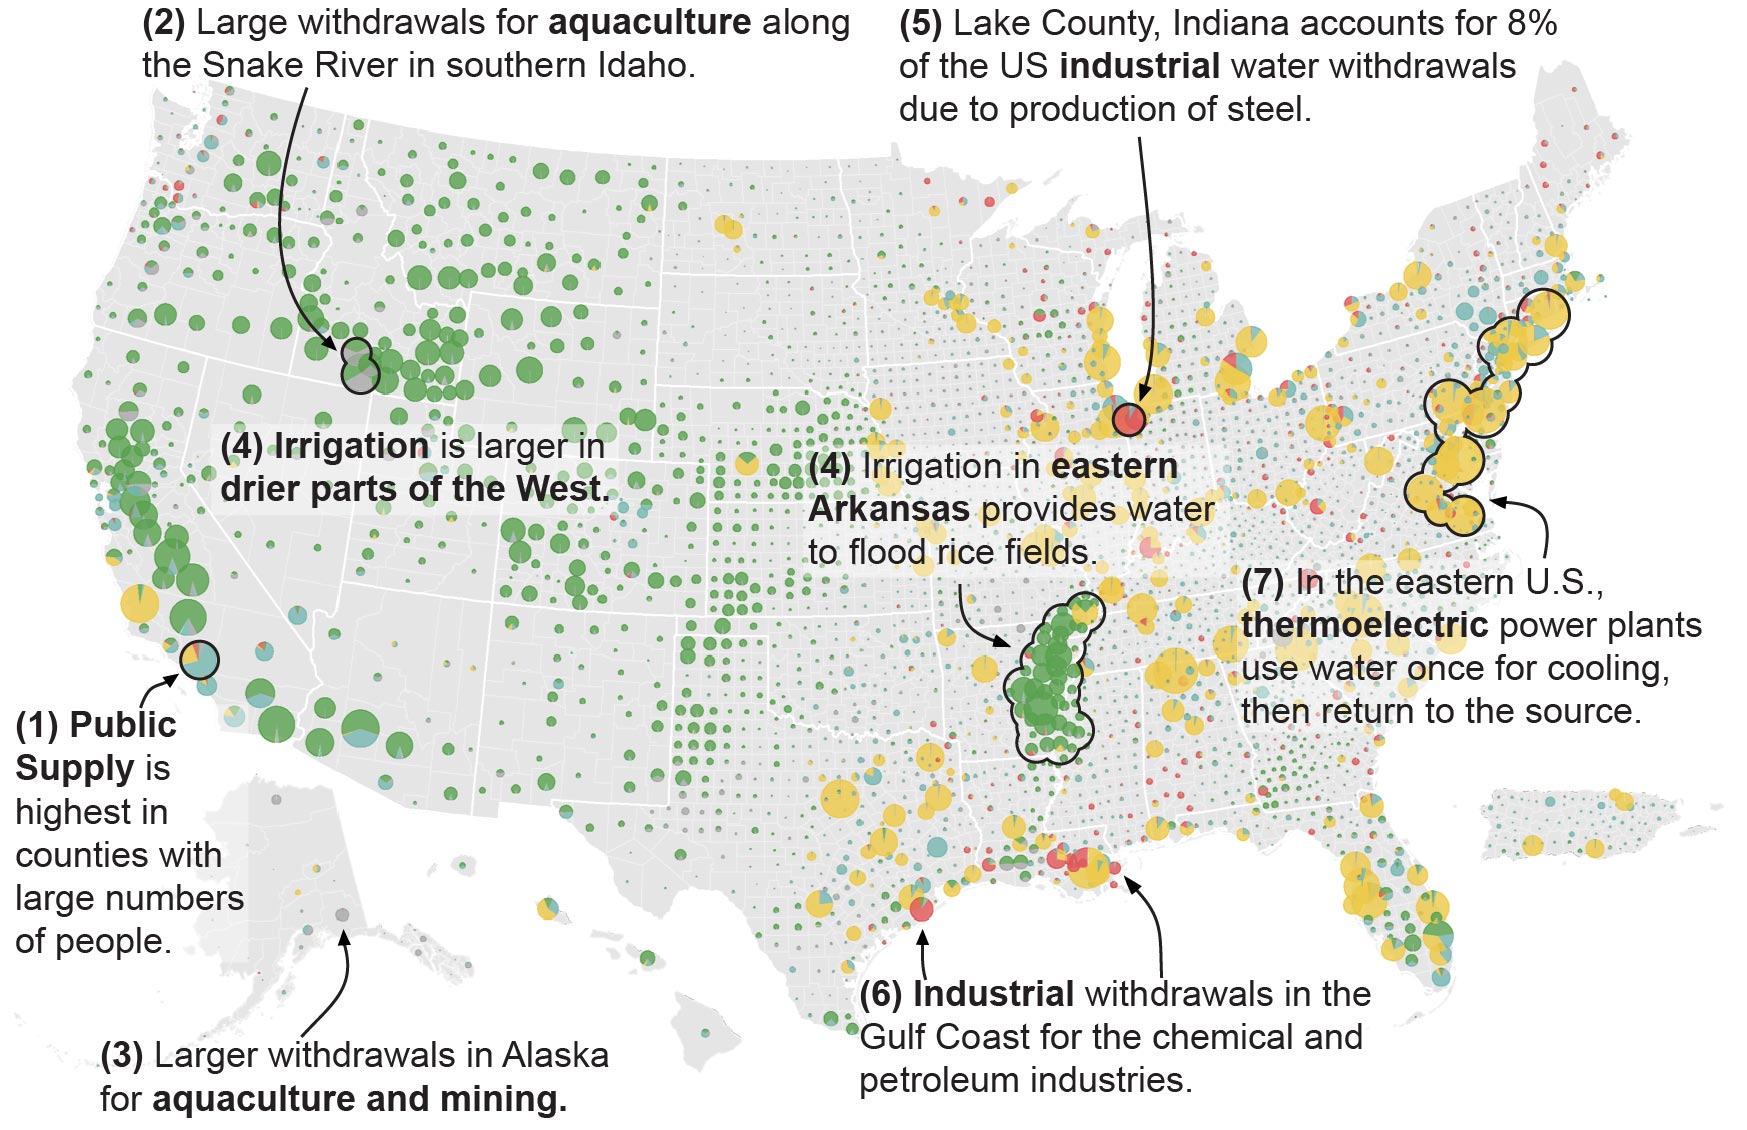 (2) Large withdrawals for aquaculture along
the Snake River in southern Idaho.
(5) Lake County, Indiana accounts for 8%
of the US industrial water withdrawals
due to production of steel.
(4) Irrigation is larger in
drier parts of the West.
(4) Irrigation in eastern
Arkansas provides water
to flood rice fields.
(7) In the eastern U.S.,
thermoelectric power plants
use water once for cooling,
then return to the source.
(1) Public
Supply is
highest in
counties with
large numbers
of people.
(6) Industrial withdrawals in the
Gulf Coast for the chemical and
petroleum industries.
(3) Larger withdrawals in Alaska
for aquaculture and mining.